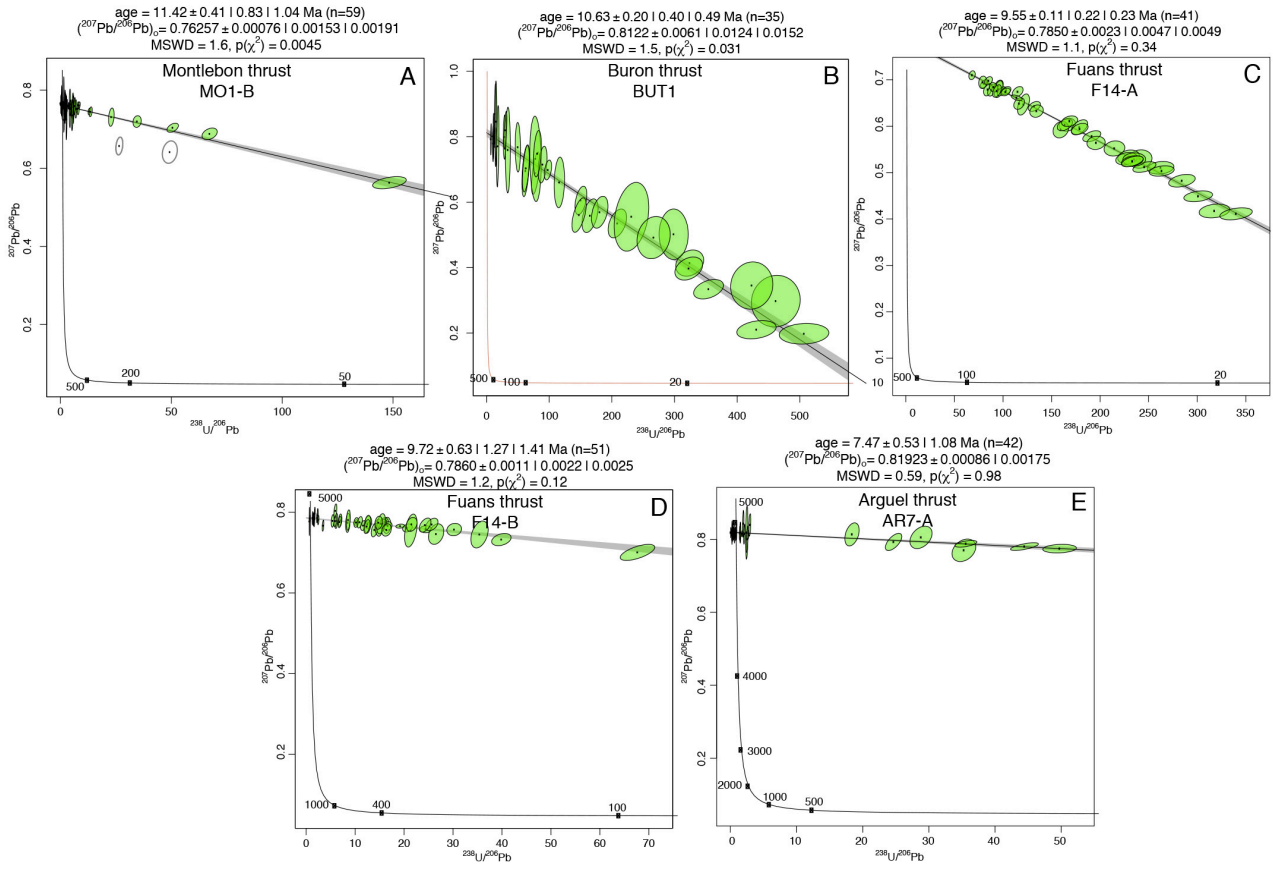 age = 11.42 ± 0.41 | 0.83 | 1.04 Ma (n=59)
(²⁰⁷Pb/²⁰⁶Pb)ₒ= 0.76257 ± 0.00076 | 0.00153 | 0.00191
MSWD = 1.6, p(χ²) = 0.0045
Montlebon thrust
MO1-B
A
0.8
0.6
0.4
0.2
²⁰⁷Pb/²⁰⁶Pb
500
200
50
0
50
100
150
²³⁸U/²⁰⁶Pb
age = 10.63 ± 0.20 | 0.40 | 0.49 Ma (n=35)
(²⁰⁷Pb/²⁰⁶Pb)ₒ= 0.8122 ± 0.0061 | 0.0124 | 0.0152
MSWD = 1.5, p(χ²) = 0.031
Buron thrust
BUT1
B
1.0
0.8
0.6
0.4
0.2
²⁰⁷Pb/²⁰⁶Pb
500
100
20
10
0
100
200
300
400
500
²³⁸U/²⁰⁶Pb
age = 9.55 ± 0.11 | 0.22 | 0.23 Ma (n=41)
(²⁰⁷Pb/²⁰⁶Pb)ₒ= 0.7850 ± 0.0023 | 0.0047 | 0.0049
MSWD = 1.1, p(χ²) = 0.34
Fuans thrust
F14-A
C
0.7
0.6
0.5
0.4
0.3
0.2
0.1
²⁰⁷Pb/²⁰⁶Pb
500
100
20
0
50
100
150
200
250
300
350
²³⁸U/²⁰⁶Pb
age = 9.72 ± 0.63 | 1.27 | 1.41 Ma (n=51)
(²⁰⁷Pb/²⁰⁶Pb)ₒ= 0.7860 ± 0.0011 | 0.0022 | 0.0025
MSWD = 1.2, p(χ²) = 0.12
5000
Fuans thrust
F14-B
D
0.8
0.6
0.4
0.2
²⁰⁷Pb/²⁰⁶Pb
1000
400
100
0
10
20
30
40
50
60
70
²³⁸U/²⁰⁶Pb
age = 7.47 ± 0.53 | 1.08 Ma (n=42)
(²⁰⁷Pb/²⁰⁶Pb)ₒ= 0.81923 ± 0.00086 | 0.00175
MSWD = 0.59, p(χ²) = 0.98
5000
Arguel thrust
AR7-A
E
0.8
0.6
0.4
0.2
²⁰⁷Pb/²⁰⁶Pb
4000
3000
2000
1000
500
0
10
20
30
40
50
²³⁸U/²⁰⁶Pb